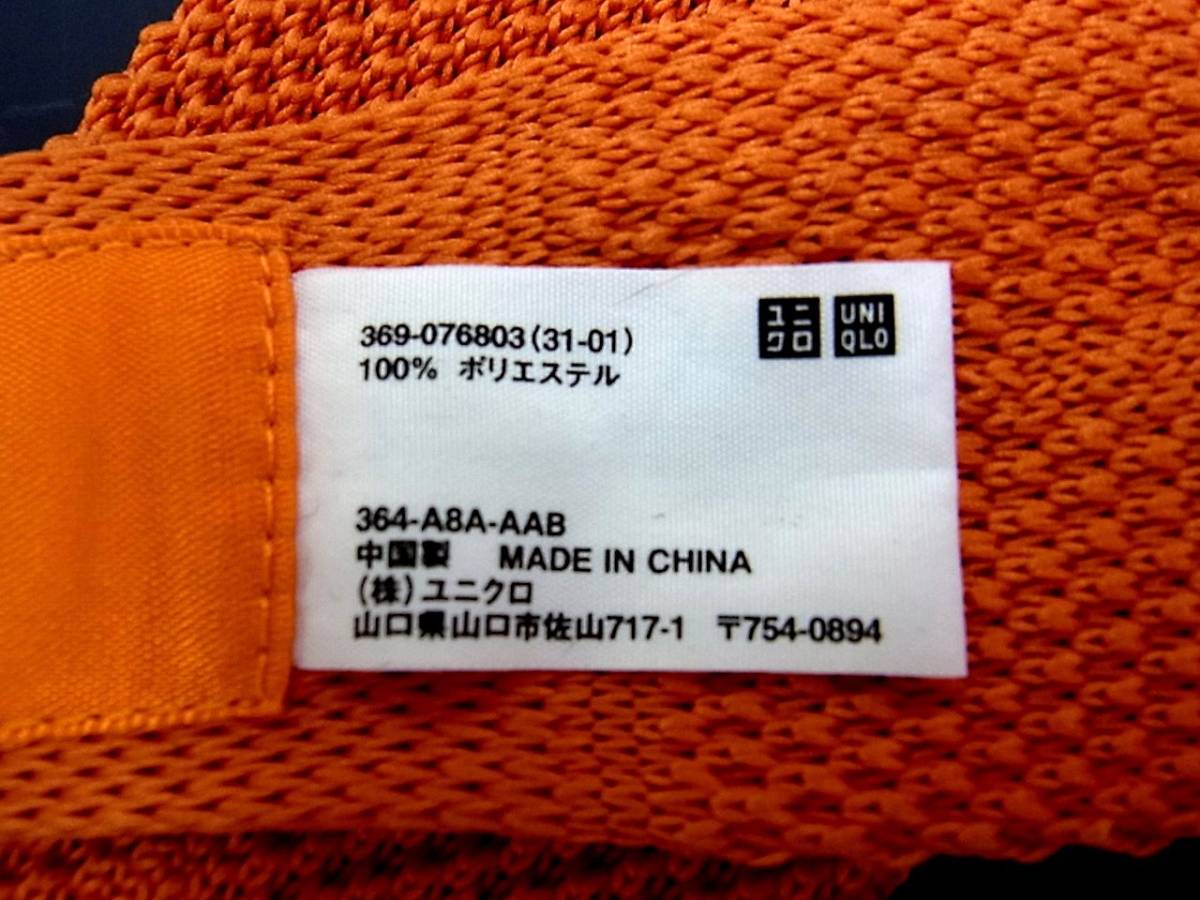 ユニ
クロ
UNI
QLO
369-076803(31-01)
100% ポリエステル
364-A8A-AAB
中国製 MADE IN CHINA
(株)ユニクロ
山口県山口市佐山717-1 〒754-0894